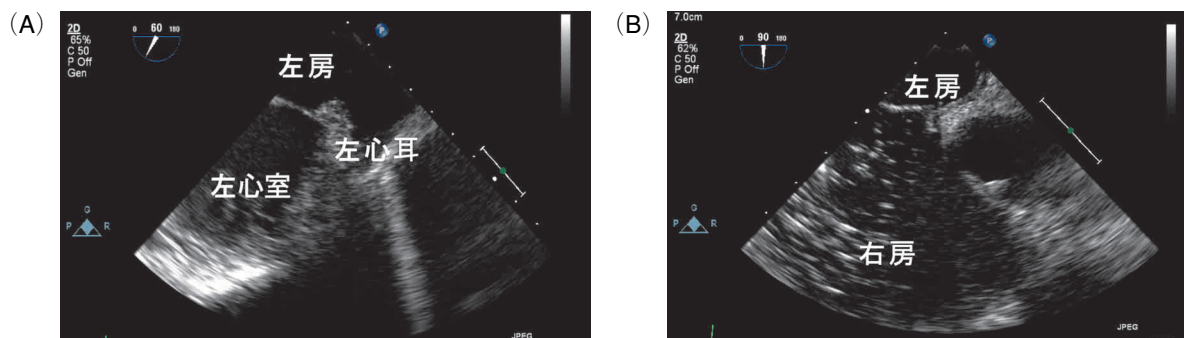 (A)
2D
65%
C 50
P Off
Gen
0 60 180
P
左房
左心耳
左心室
G
P R
JPEG
(B)
7.0cm
2D
62%
C 50
P Off
Gen
0 90 180
P
左房
右房
G
P R
JPEG